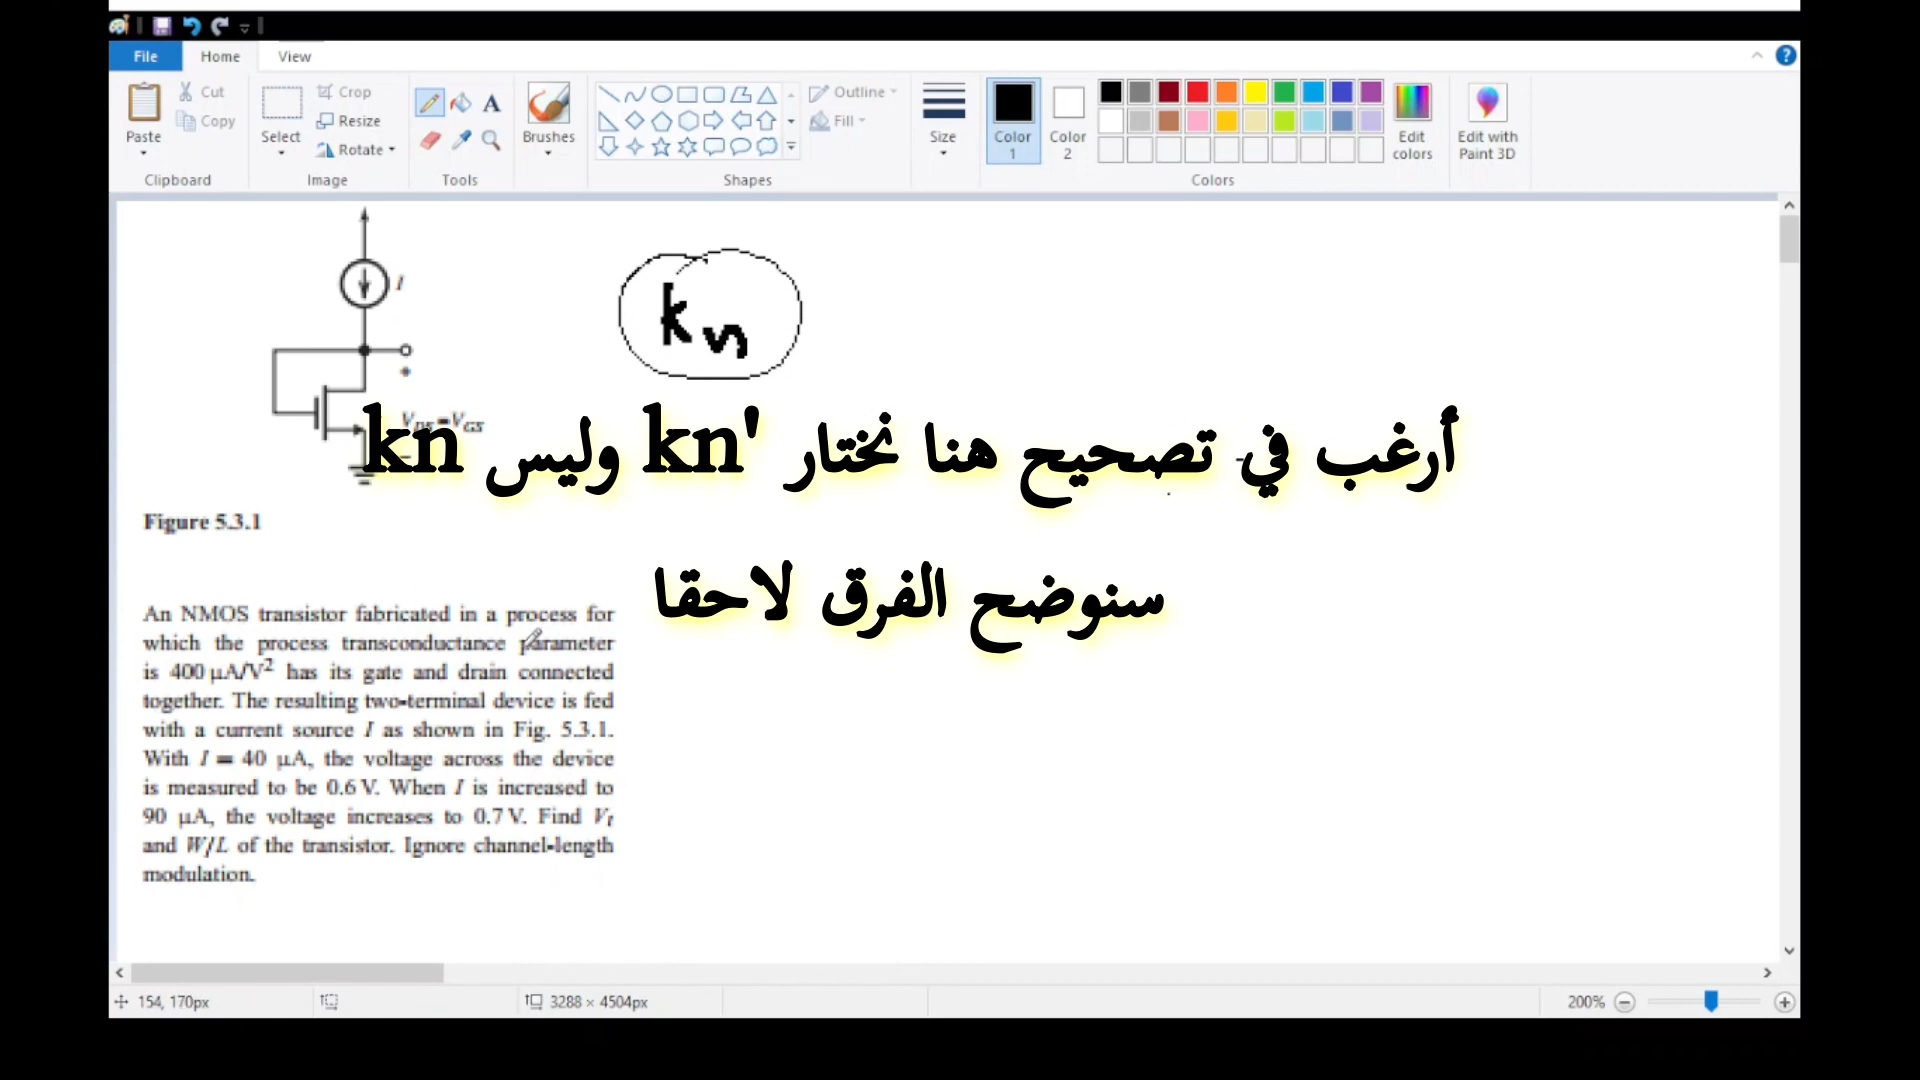 File
Home
View
Paste
Cut
Copy
Clipboard
Select
Crop
Resize
Rotate
Image
A
Tools
Brushes
Shapes
Outline
Fill
Size
Color 1
Color 2
Edit colors
Edit with Paint 3D
Colors
I
+
kn
أرغب في تصحيح هنا نختار 'kn وليس kn
سنوضح الفرق لاحقا
Figure 5.3.1
An NMOS transistor fabricated in a process for
which the process transconductance parameter
is 400 μA/V² has its gate and drain connected
together. The resulting two-terminal device is fed
with a current source I as shown in Fig. 5.3.1.
With I = 40 μA, the voltage across the device
is measured to be 0.6 V. When I is increased to
90 μA, the voltage increases to 0.7 V. Find Vt
and W/L of the transistor. Ignore channel-length
modulation.
154, 170px
3288 × 4504px
200%